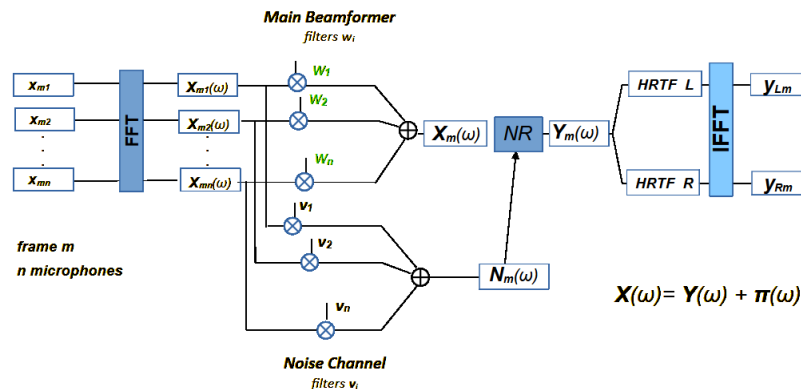 Main Beamformer
filters wᵢ
xm1
xm2
.
.
.
xmn
FFT
Xm1(ω)
Xm2(ω)
.
.
.
Xmn(ω)
W1
W2
Wn
v1
v2
vn
Xm(ω)
NR
Ym(ω)
Nm(ω)
HRTF L
HRTF R
IFFT
yLm
yRm
frame m
n microphones
X(ω)= Y(ω) + π(ω)
Noise Channel
filters vᵢ